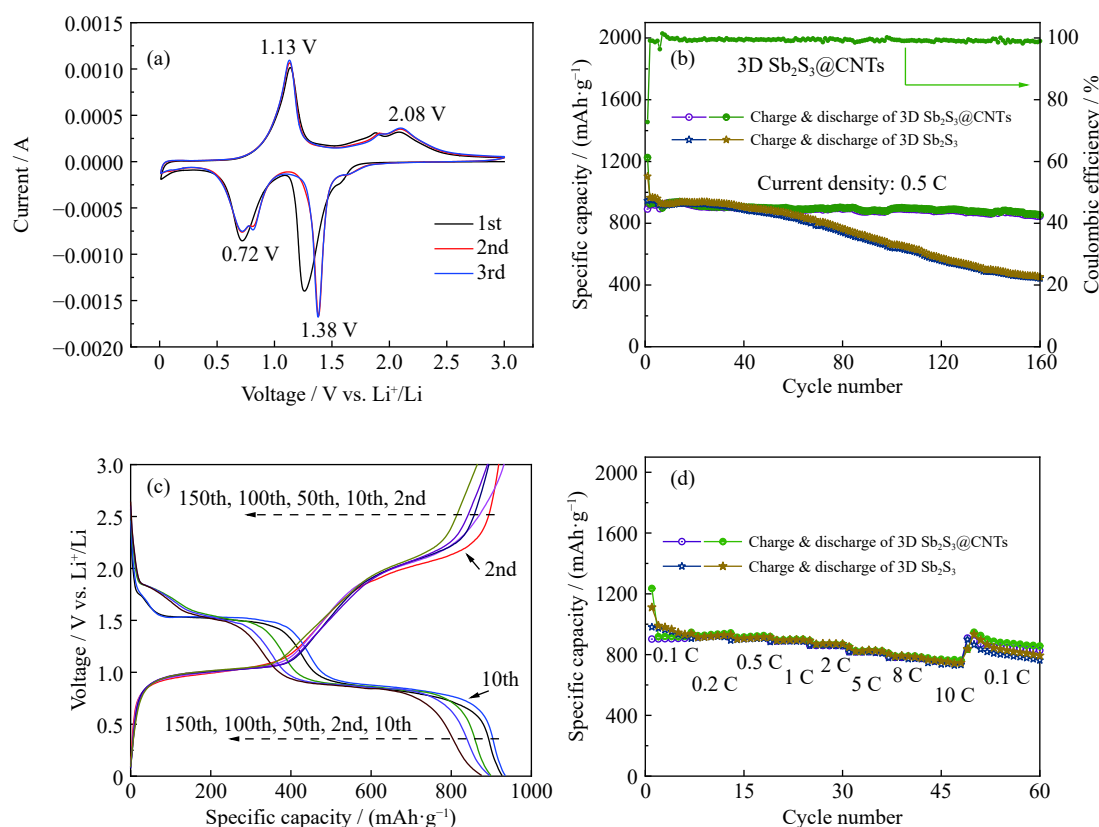 (a)
1.13 V
2.08 V
0.72 V
1.38 V
1st
2nd
3rd
0.0015
0.0010
0.0005
0.0000
−0.0005
−0.0010
−0.0015
−0.0020
Current / A
0 0.5 1.0 1.5 2.0 2.5 3.0
Voltage / V vs. Li⁺/Li
(b)
3D Sb₂S₃@CNTs
Charge & discharge of 3D Sb₂S₃@CNTs
Charge & discharge of 3D Sb₂S₃
Current density: 0.5 C
2000
1600
1200
800
400
0
Specific capacity / (mAh·g⁻¹)
100
80
60
40
20
0
Coulombic efficiency / %
0 40 80 120 160
Cycle number
(c)
150th, 100th, 50th, 10th, 2nd
2nd
10th
150th, 100th, 50th, 2nd, 10th
3.0
2.5
2.0
1.5
1.0
0.5
0
Voltage / V vs. Li⁺/Li
0 200 400 600 800 1000
Specific capacity / (mAh·g⁻¹)
(d)
Charge & discharge of 3D Sb₂S₃@CNTs
Charge & discharge of 3D Sb₂S₃
0.1 C
0.2 C
0.5 C
1 C
2 C
5 C
8 C
10 C
0.1 C
2000
1600
1200
800
400
0
Specific capacity / (mAh·g⁻¹)
0 15 30 45 60
Cycle number